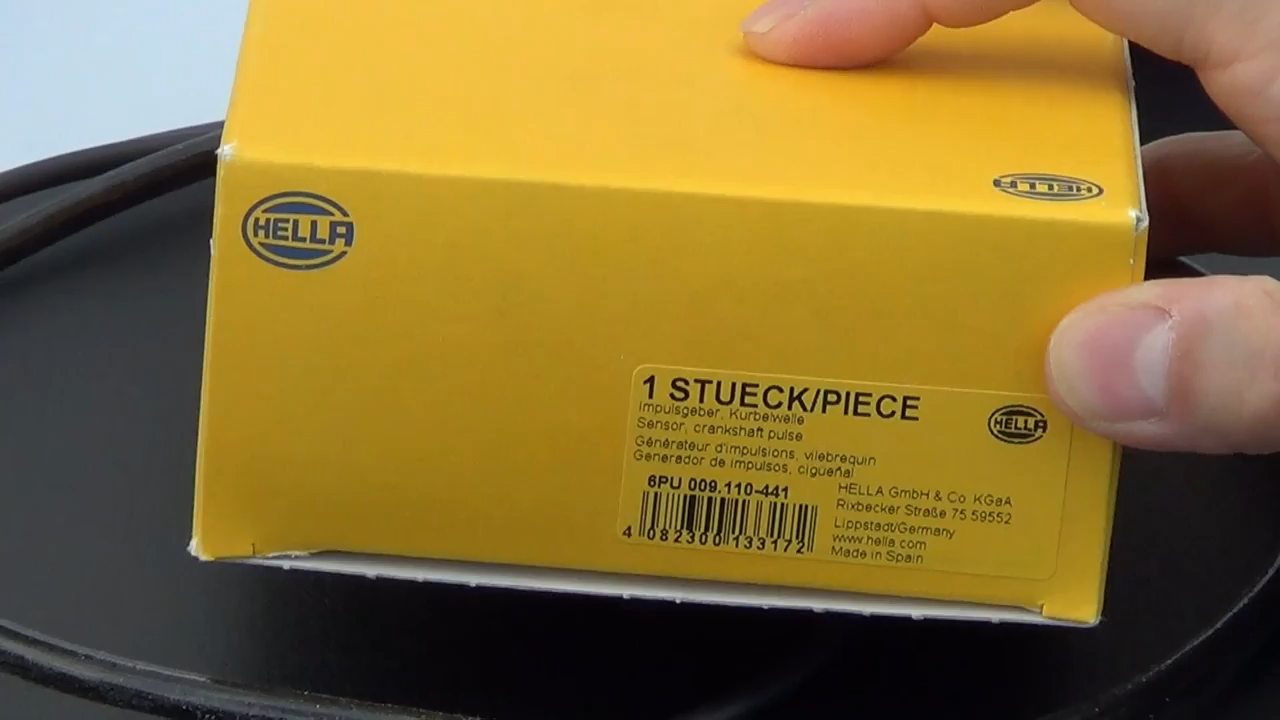 HELLA
HELLA
1 STUECK/PIECE
HELLA
Impulsgeber, Kurbelwelle
Sensor, crankshaft pulse
Générateur d'impulsions, vilebrequin
Generador de impulsos, cigüeñal
6PU 009.110-441
4 082300 133172
HELLA GmbH & Co KGaA
Rixbecker Straße 75 59552
Lippstadt/Germany
www.hella.com
Made in Spain